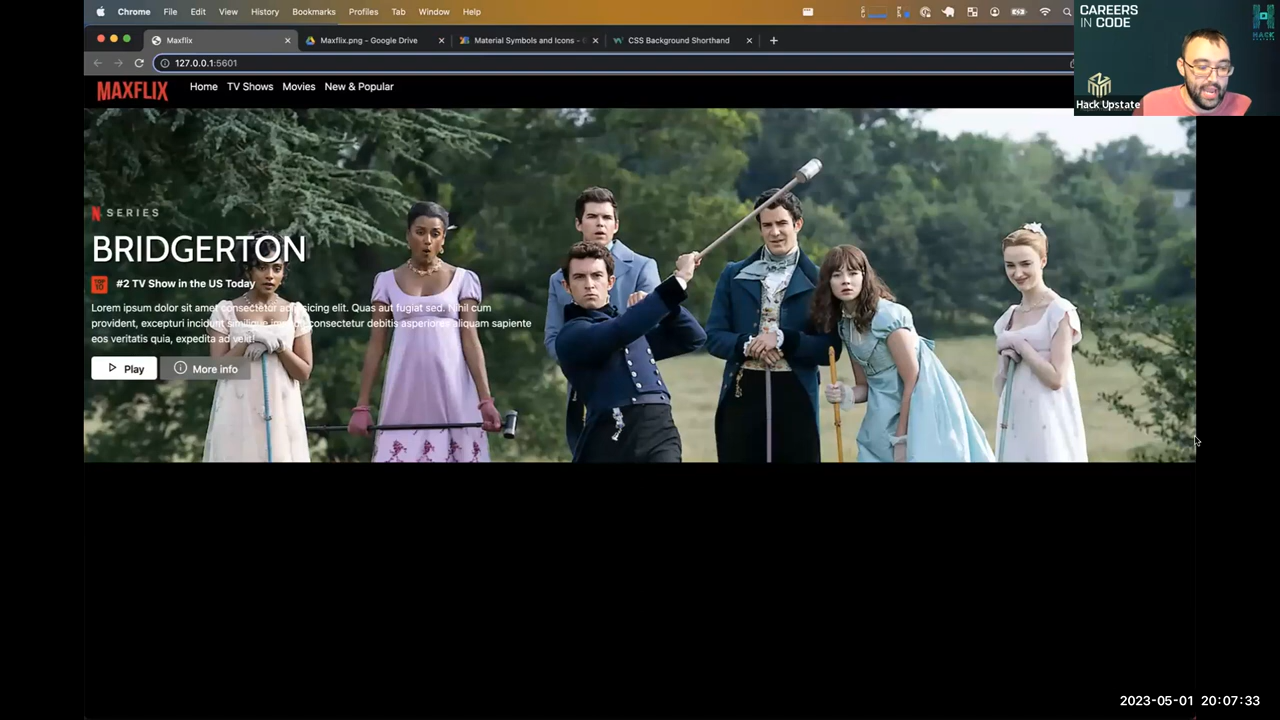 Chrome File Edit View History Bookmarks Profiles Tab Window Help
CAREERS
IN CODE
HACK
Maxflix
Maxflix.png - Google Drive
Material Symbols and Icons -
CSS Background Shorthand
127.0.0.1:5601
Hack Upstate
MAXFLIX Home TV Shows Movies New & Popular
N SERIES
BRIDGERTON
TOP 10 #2 TV Show in the US Today
Lorem ipsum dolor sit amet consectetur adipisicing elit. Quas aut fugiat sed. Nihil cum
provident, excepturi incidunt similique consectetur debitis asperiores aliquam sapiente
eos veritatis quia, expedita ad velit!
Play More info
2023-05-01 20:07:33